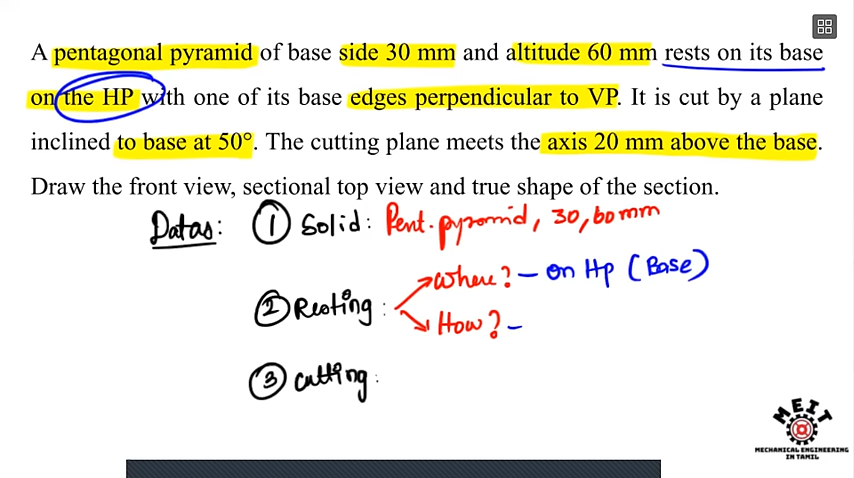 A pentagonal pyramid of base side 30 mm and altitude 60 mm rests on its base
on the HP with one of its base edges perpendicular to VP. It is cut by a plane
inclined to base at 50°. The cutting plane meets the axis 20 mm above the base.
Draw the front view, sectional top view and true shape of the section.
Datas: ① Solid: Pent. pyramid, 30, 60mm
② Resting: Where? - on Hp (Base)
How? -
③ Cutting:
MEIT
MECHANICAL ENGINEERING
IN TAMIL